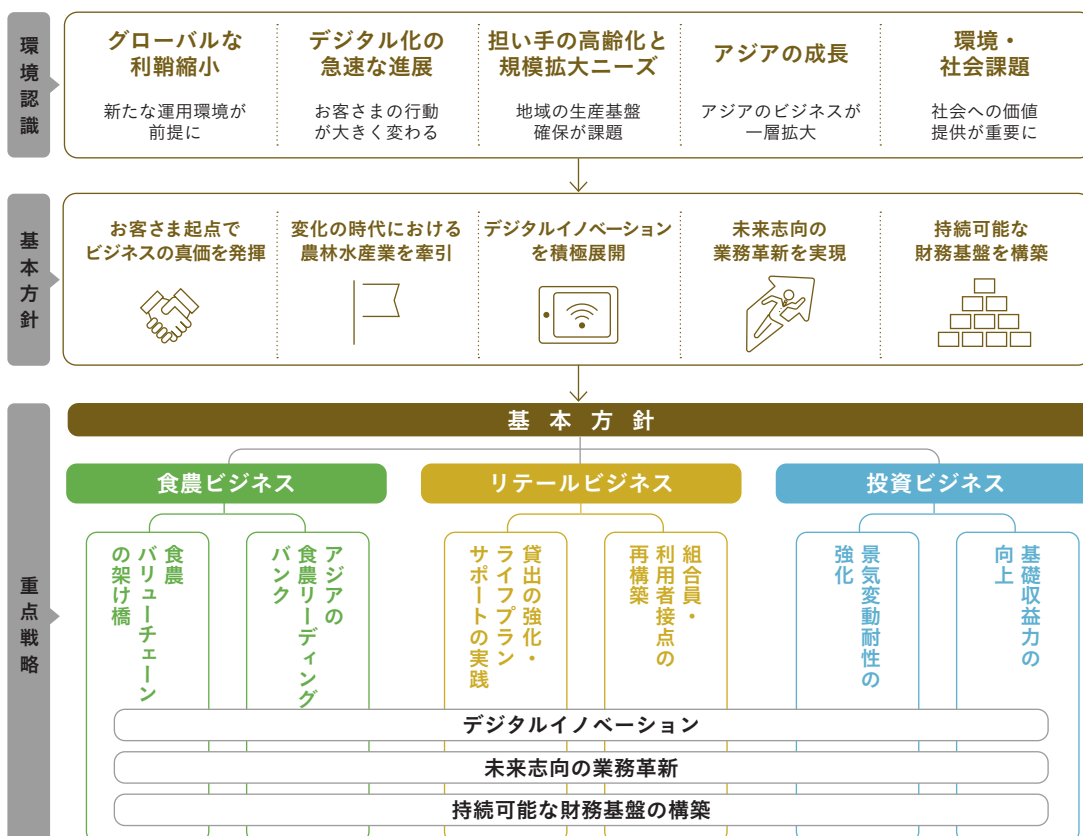 環境認識
グローバルな
利鞘縮小
新たな運用環境が
前提に
デジタル化の
急速な進展
お客さまの行動
が大きく変わる
担い手の高齢化と
規模拡大ニーズ
地域の生産基盤
確保が課題
アジアの成長
アジアのビジネスが
一層拡大
環境・
社会課題
社会への価値
提供が重要に
基本方針
お客さま起点で
ビジネスの真価を発揮
変化の時代における
農林水産業を牽引
デジタルイノベーション
を積極展開
未来志向の
業務革新を実現
持続可能な
財務基盤を構築
重点戦略
基本方針
食農ビジネス
食農
バリューチェーン
の架け橋
アジアの
食農リーディング
バンク
リテールビジネス
貸出の強化・
ライフプラン
サポートの実践
組合員・
利用者接点の
再構築
投資ビジネス
景気変動耐性の
強化
基礎収益力の
向上
デジタルイノベーション
未来志向の業務革新
持続可能な財務基盤の構築